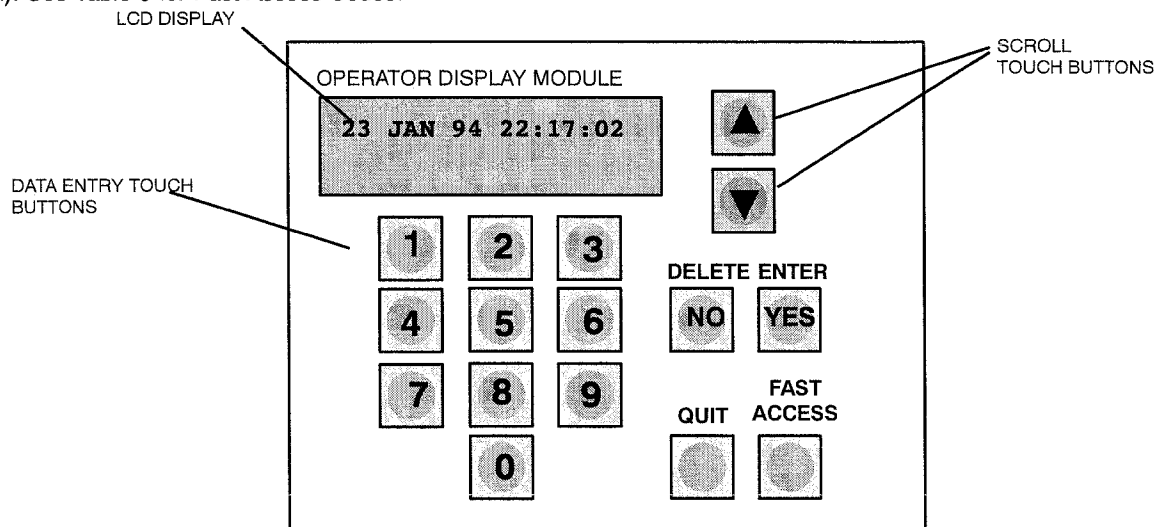 LCD DISPLAY
SCROLL
TOUCH BUTTONS
OPERATOR DISPLAY MODULE
23 JAN 94 22:17:02
▲
▼
DATA ENTRY TOUCH
BUTTONS
1 2 3
DELETE ENTER
4 5 6 NO YES
7 8 9
FAST
QUIT ACCESS
0